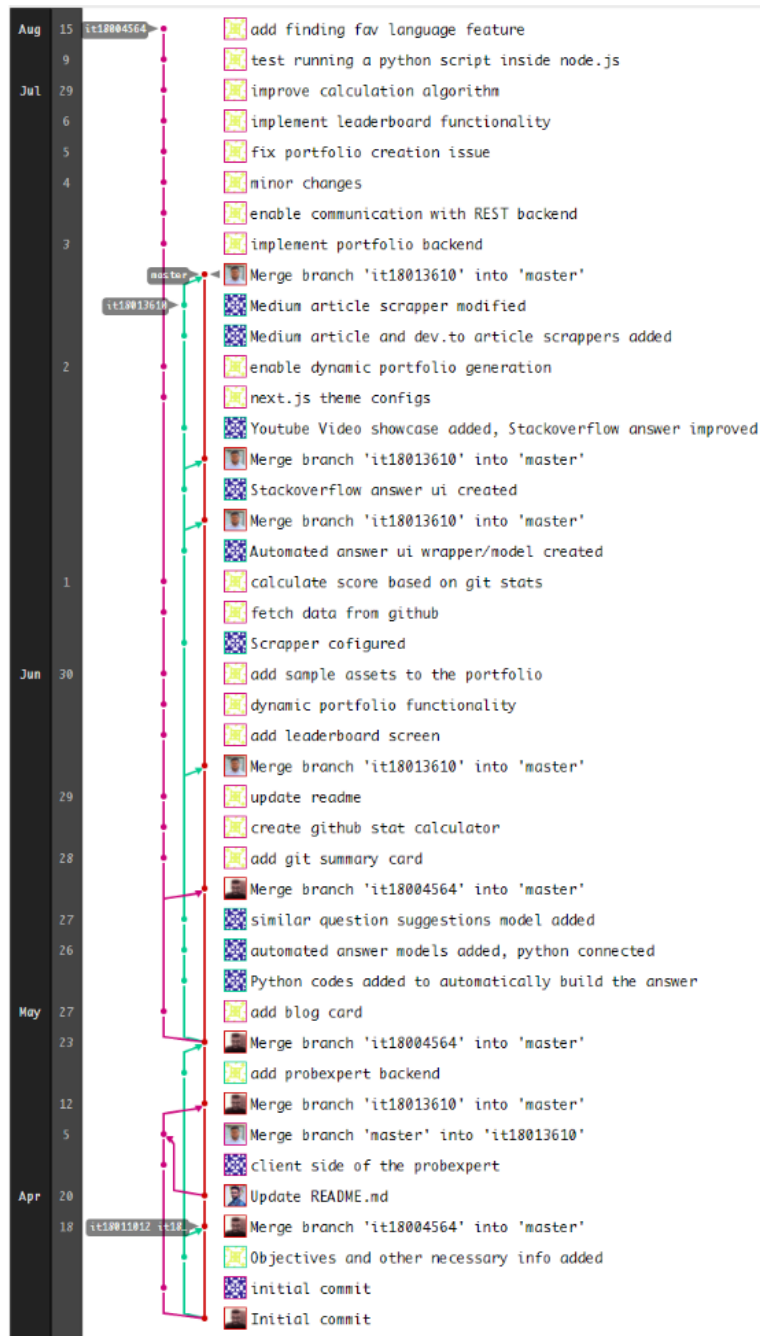 Aug 15 it18004564 add finding fav language feature
9 test running a python script inside node.js
Jul 29 improve calculation algorithm
6 implement leaderboard functionality
5 fix portfolio creation issue
4 minor changes
enable communication with REST backend
3 implement portfolio backend
master Merge branch 'it18013610' into 'master'
it18013610 Medium article scrapper modified
Medium article and dev.to article scrappers added
2 enable dynamic portfolio generation
next.js theme configs
Youtube Video showcase added, Stackoverflow answer improved
Merge branch 'it18013610' into 'master'
Stackoverflow answer ui created
Merge branch 'it18013610' into 'master'
Automated answer ui wrapper/model created
1 calculate score based on git stats
fetch data from github
Scrapper cofigured
Jun 30 add sample assets to the portfolio
dynamic portfolio functionality
add leaderboard screen
Merge branch 'it18013610' into 'master'
29 update readme
create github stat calculator
28 add git summary card
Merge branch 'it18004564' into 'master'
27 similar question suggestions model added
26 automated answer models added, python connected
Python codes added to automatically build the answer
May 27 add blog card
23 Merge branch 'it18004564' into 'master'
add probexpert backend
12 Merge branch 'it18013610' into 'master'
5 Merge branch 'master' into 'it18013610'
client side of the probexpert
Apr 20 Update README.md
18 it18011012 it18… Merge branch 'it18004564' into 'master'
Objectives and other necessary info added
initial commit
Initial commit